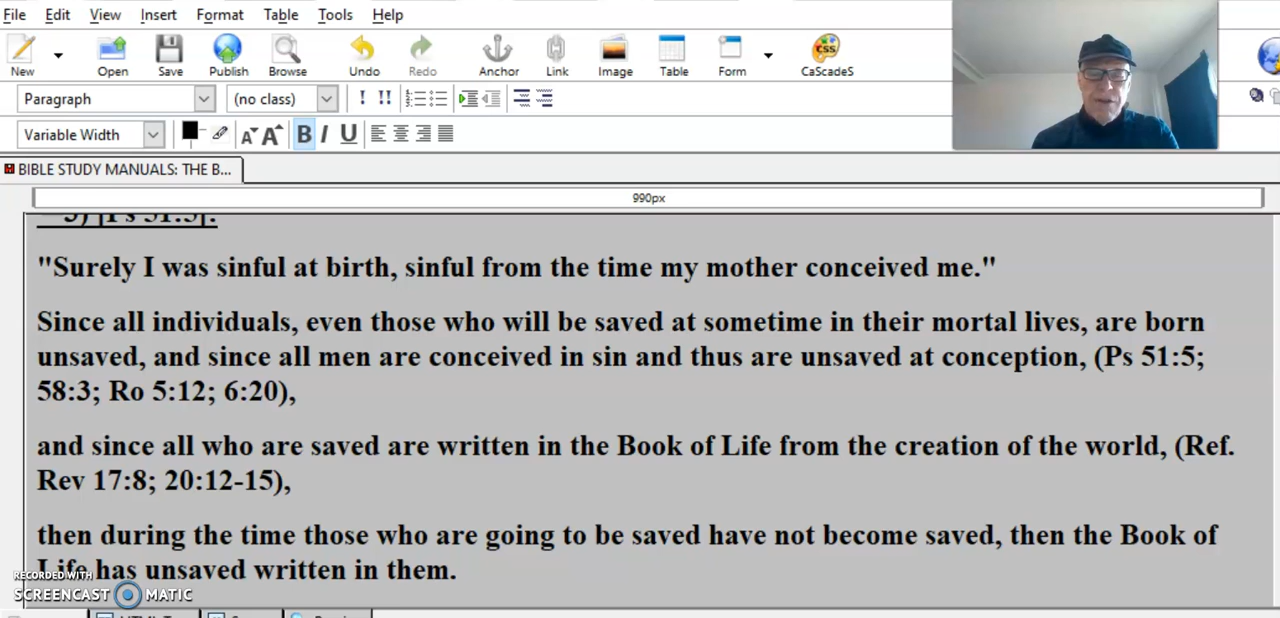 File Edit View Insert Format Table Tools Help
New Open Save Publish Browse Undo Redo Anchor Link Image Table Form CaScadeS
Paragraph (no class) ! !!
Variable Width A A B I U
BIBLE STUDY MANUALS: THE B...
990px
"Surely I was sinful at birth, sinful from the time my mother conceived me."
Since all individuals, even those who will be saved at sometime in their mortal lives, are born
unsaved, and since all men are conceived in sin and thus are unsaved at conception, (Ps 51:5;
58:3; Ro 5:12; 6:20),
and since all who are saved are written in the Book of Life from the creation of the world, (Ref.
Rev 17:8; 20:12-15),
then during the time those who are going to be saved have not become saved, then the Book of
Life has unsaved written in them.
RECORDED WITH
SCREENCAST MATIC